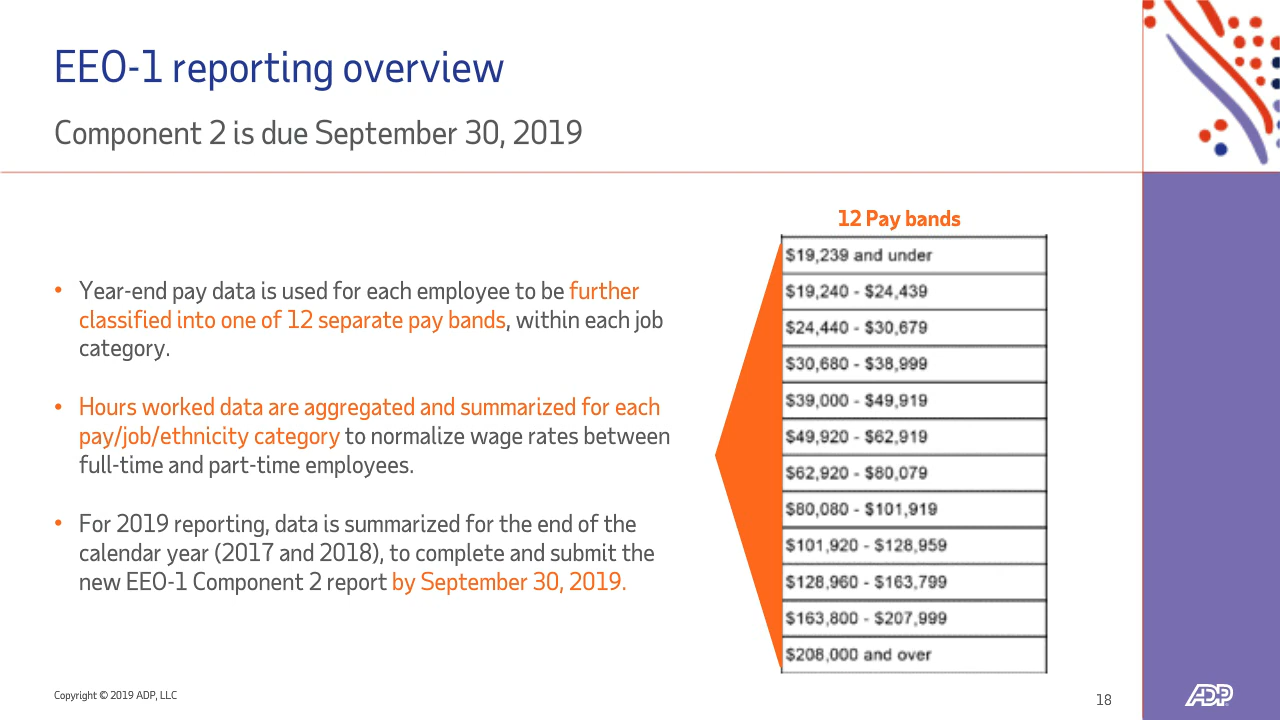 EEO-1 reporting overview
Component 2 is due September 30, 2019
• Year-end pay data is used for each employee to be further
classified into one of 12 separate pay bands, within each job
category.
• Hours worked data are aggregated and summarized for each
pay/job/ethnicity category to normalize wage rates between
full-time and part-time employees.
• For 2019 reporting, data is summarized for the end of the
calendar year (2017 and 2018), to complete and submit the
new EEO-1 Component 2 report by September 30, 2019.
12 Pay bands
$19,239 and under
$19,240 - $24,439
$24,440 - $30,679
$30,680 - $38,999
$39,000 - $49,919
$49,920 - $62,919
$62,920 - $80,079
$80,080 - $101,919
$101,920 - $128,959
$128,960 - $163,799
$163,800 - $207,999
$208,000 and over
Copyright © 2019 ADP, LLC
18
ADP